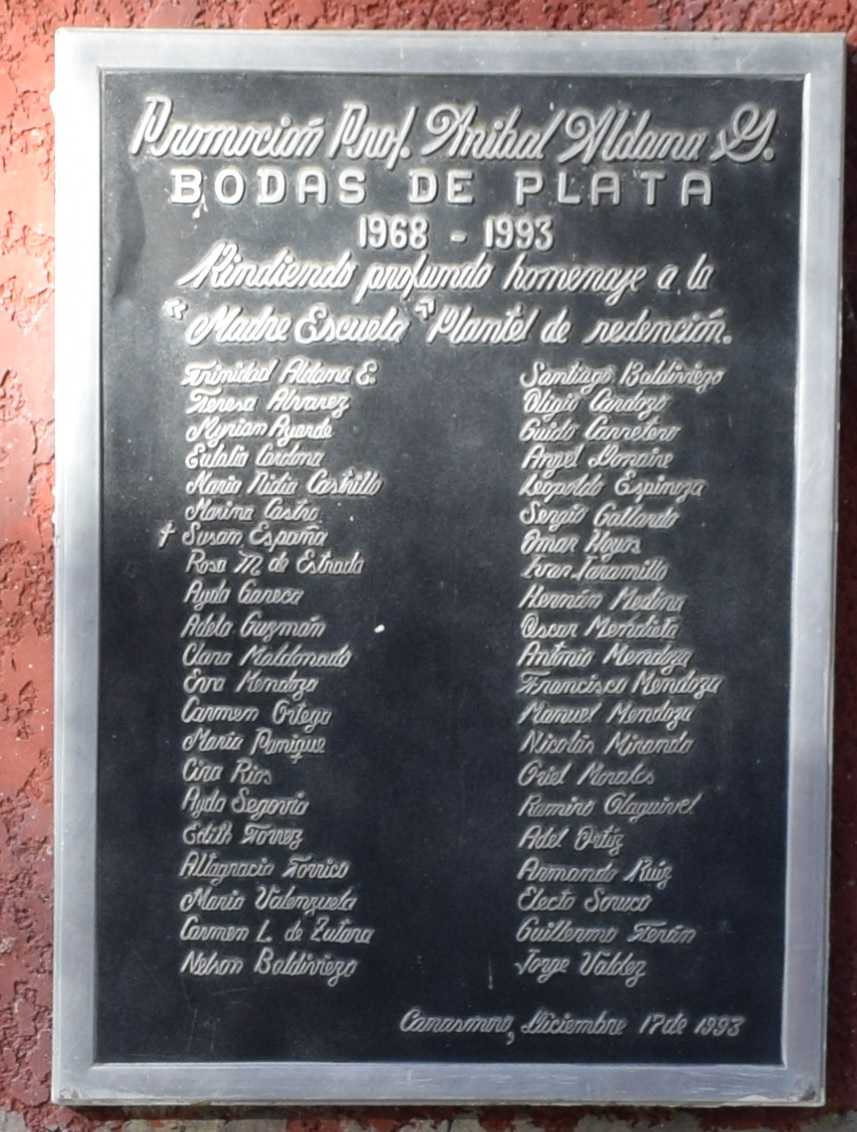 Promoción Prof. Anibal Aldana G.
BODAS DE PLATA
1968 - 1993
Rindiendo profundo homenaje a la
"Madre Escuela" Plantel de redención.
Trinidad Aldana E.
Teresa Alvarez
Myriam Ayarde
Eulalia Cardona
Maria Nidia Castrillo
Marina Castro
† Susan España
Rosa M. de Estrada
Ayda Gareca
Adela Guzmán
Clara Maldonado
Eva Mendoza
Carmen Ortega
María Panique
Cira Rios
Ayda Segovia
Edith Torrez
Altagracia Torrico
Maria Valenzuela
Carmen L. de Zutara
Nelson Baldiviezo
Santiago Baldiviezo
Oligio Cardozo
Guido Carretero
Angel Donaire
Leopoldo Espinoza
Sergio Gallardo
Omar Hoyos
Ivan Jaramillo
Hernán Medina
Oscar Mendieta
Antonio Mendoza
Francisco Mendoza
Manuel Mendoza
Nicolás Miranda
Oriel Morales
Ramiro Olaguivel
Adel Ortiz
Armando Ruiz
Electo Souco
Guillermo Terán
Jorge Valdez
Canasmoro, Diciembre 17 de 1993